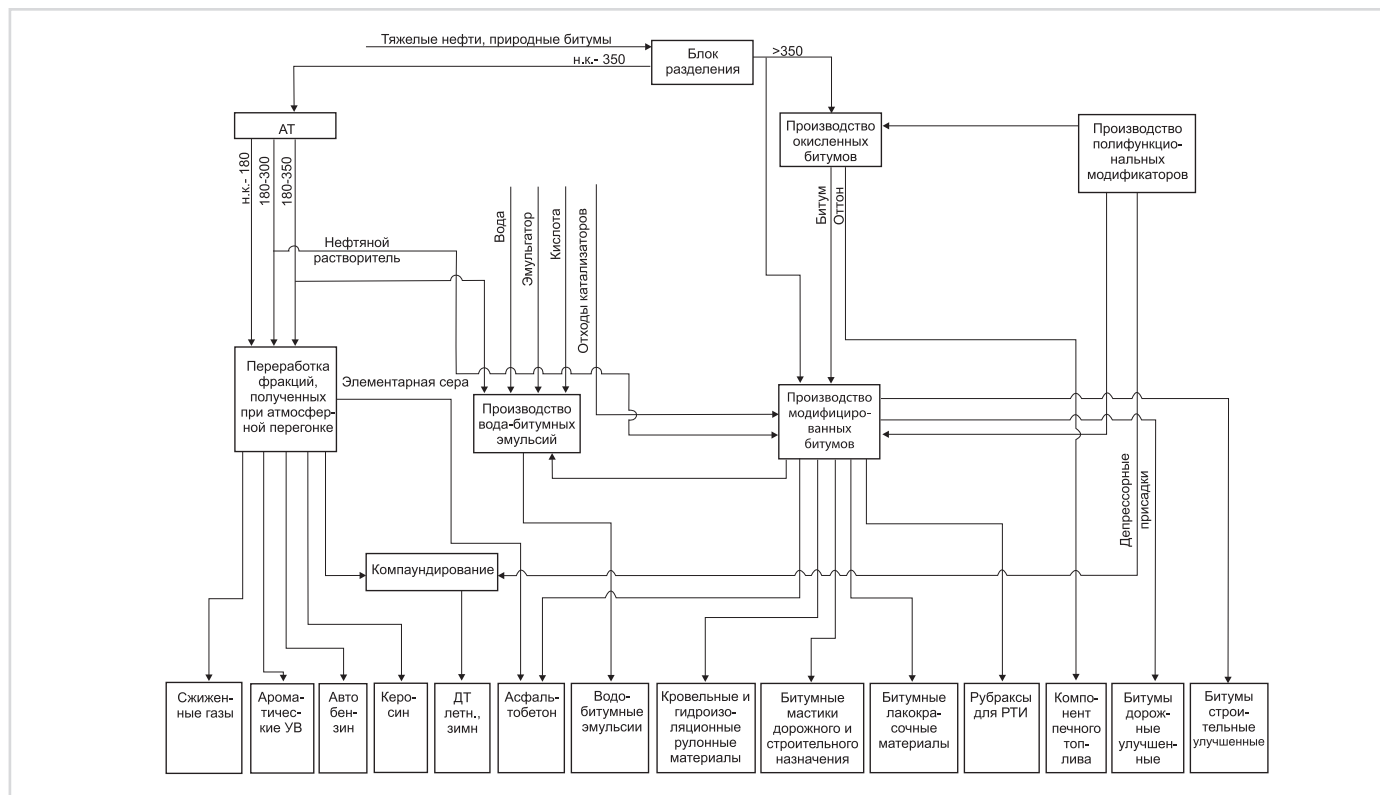 Тяжелые нефти, природные битумы
н.к.- 350
Блок
разделения
>350
АТ
Производство
окисленных
битумов
Производство
полифункцио-
нальных
модификаторов
н.к.- 180
180-300
180-350
Нефтяной
растворитель
Вода
Эмульгатор
Кислота
Отходы катализаторов
Битум
Оттон
Переработка
фракций,
полученных
при атмосфер-
ной перегонке
Элементарная сера
Производство
вода-битумных
эмульсий
Производство
модифициро-
ванных
битумов
Депрессорные
присадки
Компаундирование
Сжижен-
ные газы
Арома-
тичес-
кие УВ
Авто
бен-
зин
Керо-
син
ДТ
летн.,
зимн
Асфаль-
тобетон
Водо-
битумные
эмульсии
Кровельные и
гидроизо-
ляционные
рулонные
материалы
Битумные
мастики
дорожного и
строительного
назначения
Битумные
лакокра-
сочные
материалы
Рубраксы
для РТИ
Компо-
нент
печного
топ-
лива
Битумы
дорож-
ные
улучшен-
ные
Битумы
строи-
тельные
улучшенные